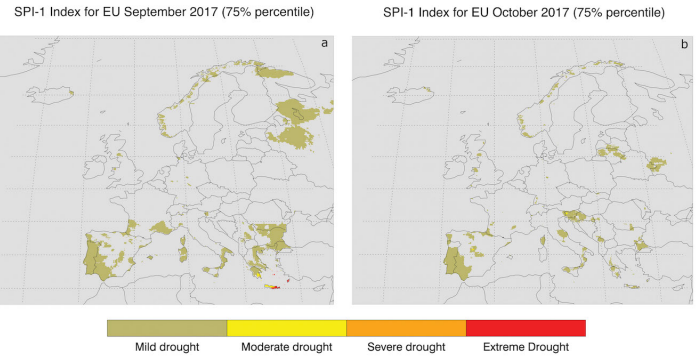 SPI-1 Index for EU September 2017 (75% percentile)
SPI-1 Index for EU October 2017 (75% percentile)
a
b
Mild drought
Moderate drought
Severe drought
Extreme Drought